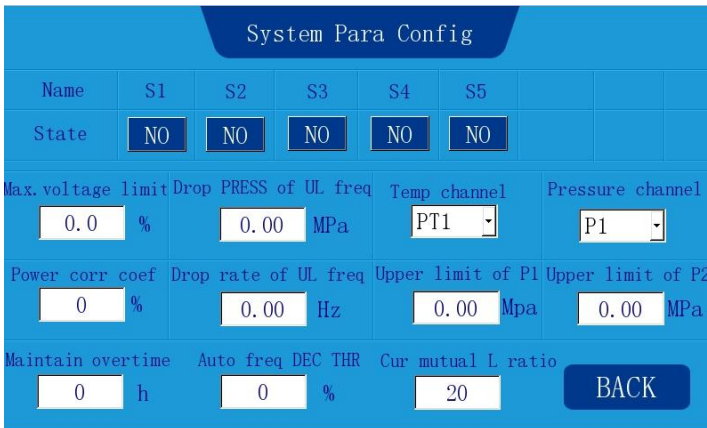 System Para Config
Name S1 S2 S3 S4 S5
State NO NO NO NO NO
Max.voltage limit Drop PRESS of UL freq Temp channel Pressure channel
0.0 % 0.00 MPa PT1 P1
Power corr coef Drop rate of UL freq Upper limit of P1 Upper limit of P2
0 % 0.00 Hz 0.00 Mpa 0.00 MPa
Maintain overtime Auto freq DEC THR Cur mutual L ratio
0 h 0 % 20 BACK